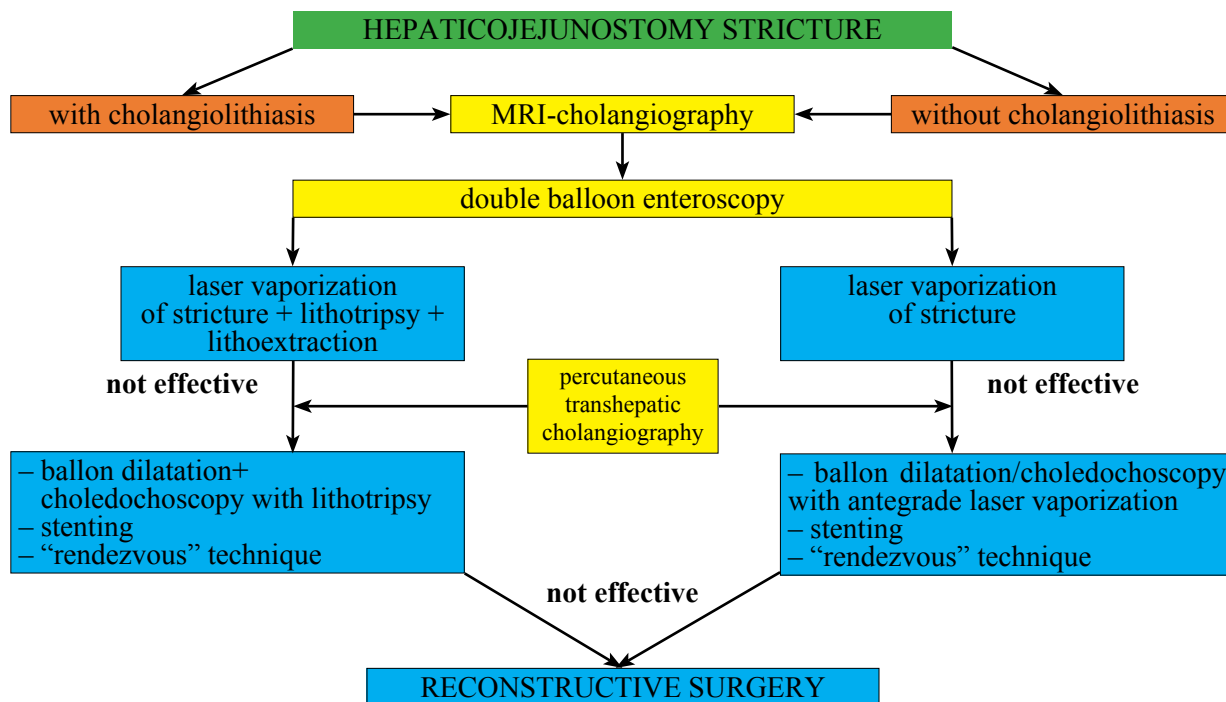 HEPATICOJEJUNOSTOMY STRICTURE
with cholangiolithiasis
MRI-cholangiography
without cholangiolithiasis
double balloon enteroscopy
laser vaporization
of stricture + lithotripsy +
lithoextraction
laser vaporization
of stricture
not effective
percutaneous
transhepatic
cholangiography
not effective
– ballon dilatation+
choledochoscopy with lithotripsy
– stenting
– “rendezvous” technique
– ballon dilatation/choledochoscopy
with antegrade laser vaporization
– stenting
– “rendezvous” technique
not effective
RECONSTRUCTIVE SURGERY